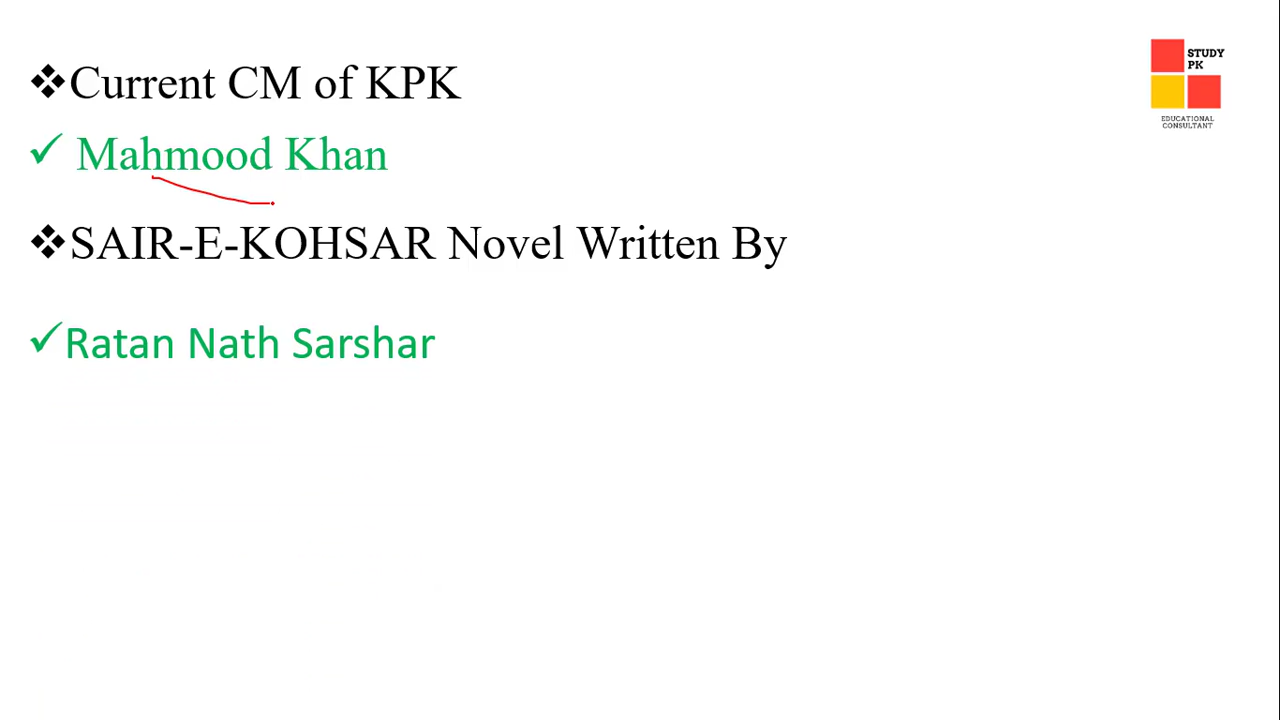 ❖Current CM of KPK
✓ Mahmood Khan
❖SAIR-E-KOHSAR Novel Written By
✓Ratan Nath Sarshar
STUDY
PK
EDUCATIONAL
CONSULTANT